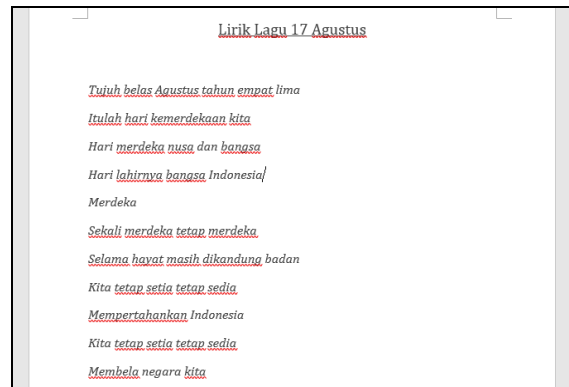 Lirik Lagu 17 Agustus
Tujuh belas Agustus tahun empat lima
Itulah hari kemerdekaan kita
Hari merdeka nusa dan bangsa
Hari lahirnya bangsa Indonesia
Merdeka
Sekali merdeka tetap merdeka
Selama hayat masih dikandung badan
Kita tetap setia tetap sedia
Mempertahankan Indonesia
Kita tetap setia tetap sedia
Membela negara kita